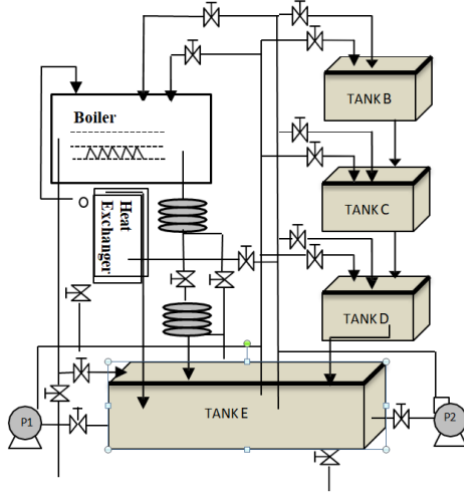 TANK B
Boiler
TANK C
Heat
Exchanger
TANK D
TANK E
P1
P2